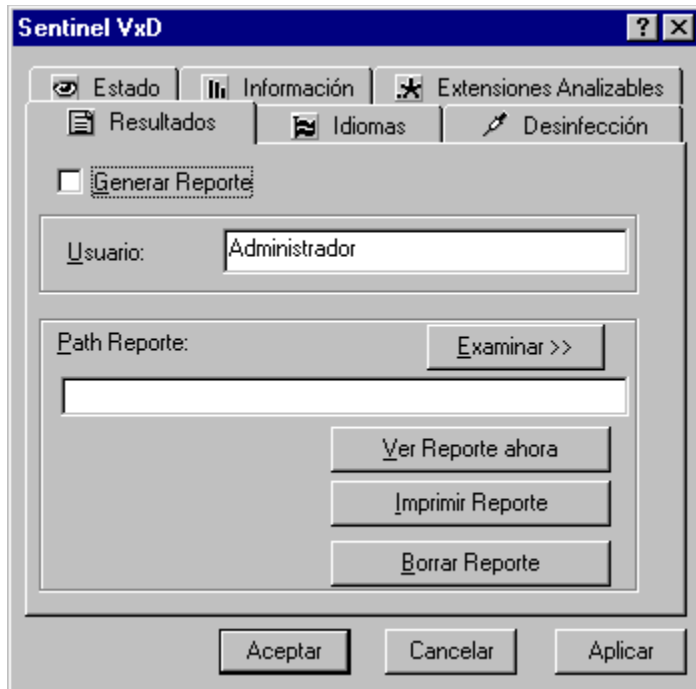 Sentinel VxD
Estado Información Extensiones Analizables
Resultados Idiomas Desinfección
Generar Reporte
Usuario: Administrador
Path Reporte: Examinar >>
Ver Reporte ahora
Imprimir Reporte
Borrar Reporte
Aceptar Cancelar Aplicar